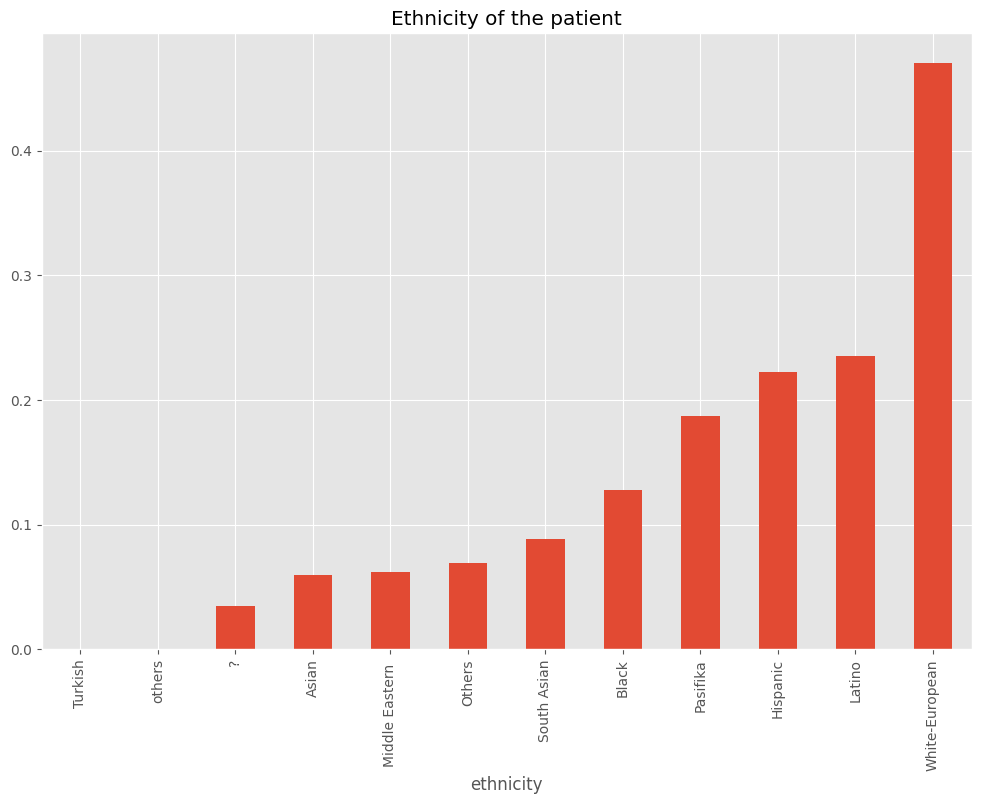 Ethnicity of the patient
0.4
0.3
0.2
0.1
0.0
Turkish
others
?
Asian
Middle Eastern
Others
South Asian
Black
Pasifika
Hispanic
Latino
White-European
ethnicity